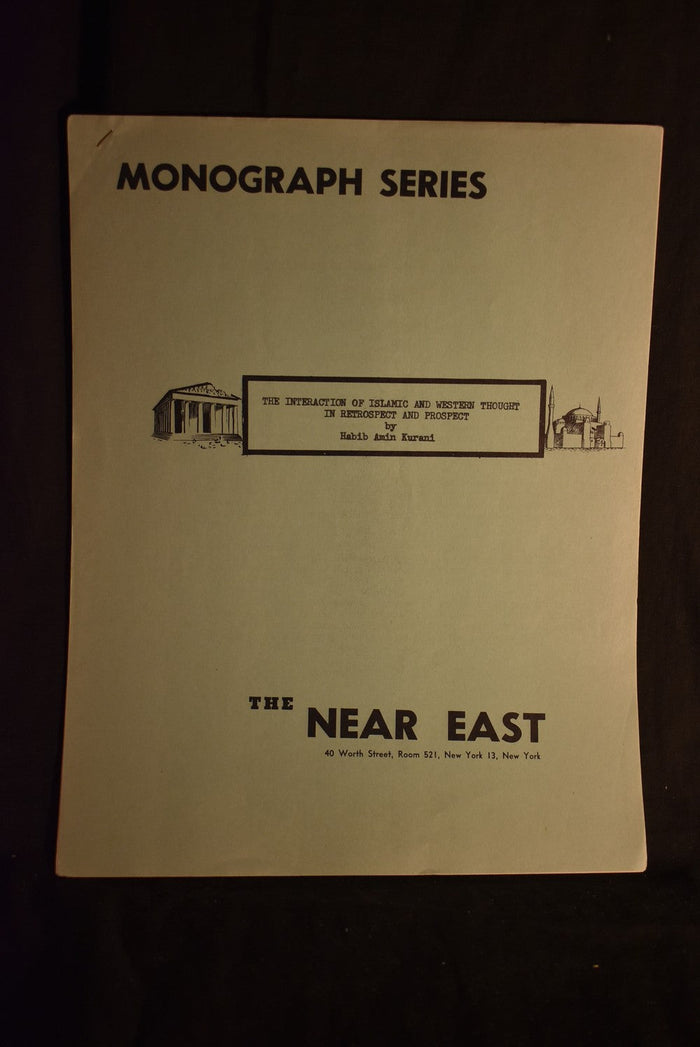 MONOGRAPH SERIES
THE INTERACTION OF ISLAMIC AND WESTERN THOUGHT
IN RETROSPECT AND PROSPECT
by
Habib Amin Kurani
THE
NEAR EAST
40 Worth Street, Room 521, New York 13, New York